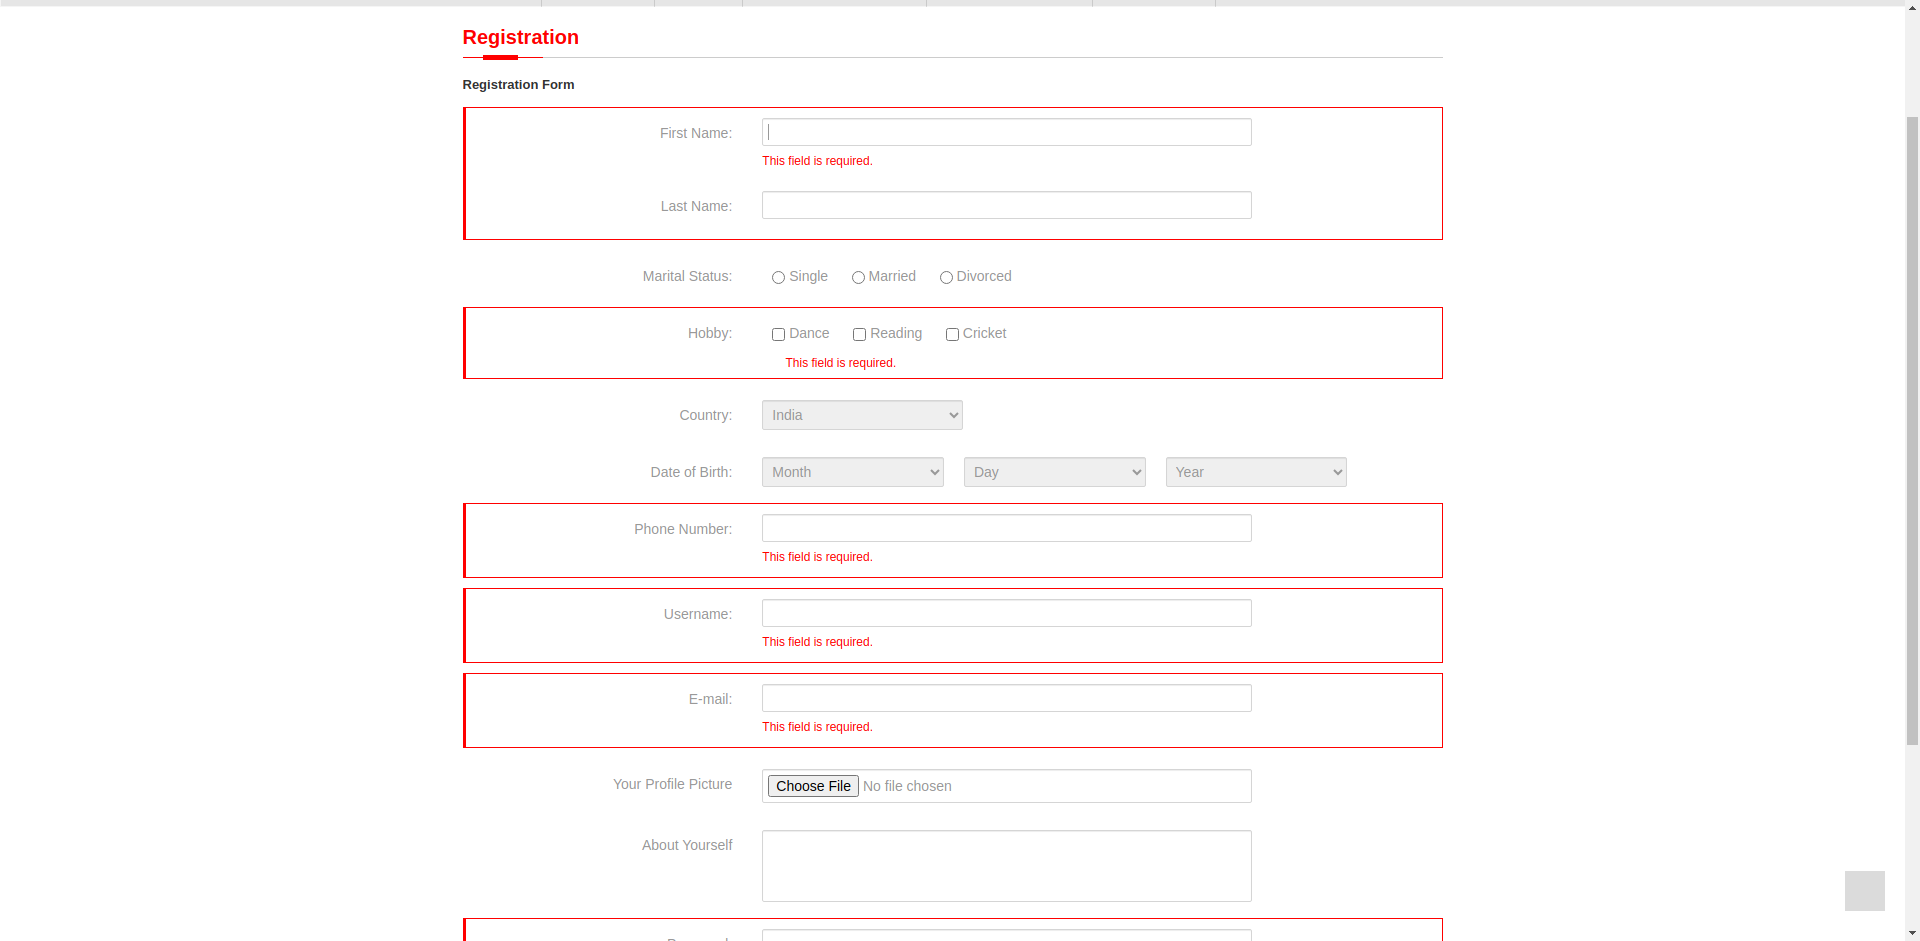 Registration
Registration Form
First Name:
This field is required.
Last Name:
Marital Status: Single Married Divorced
Hobby: Dance Reading Cricket
This field is required.
Country: India
Date of Birth: Month Day Year
Phone Number:
This field is required.
Username:
This field is required.
E-mail:
This field is required.
Your Profile Picture Choose File No file chosen
About Yourself